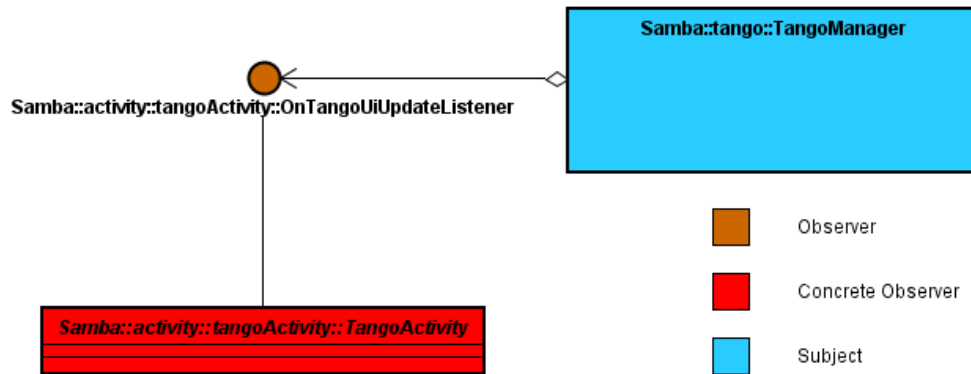 Samba::tango::TangoManager
Samba::activity::tangoActivity::OnTangoUiUpdateListener
Observer
Concrete Observer
Samba::activity::tangoActivity::TangoActivity
Subject